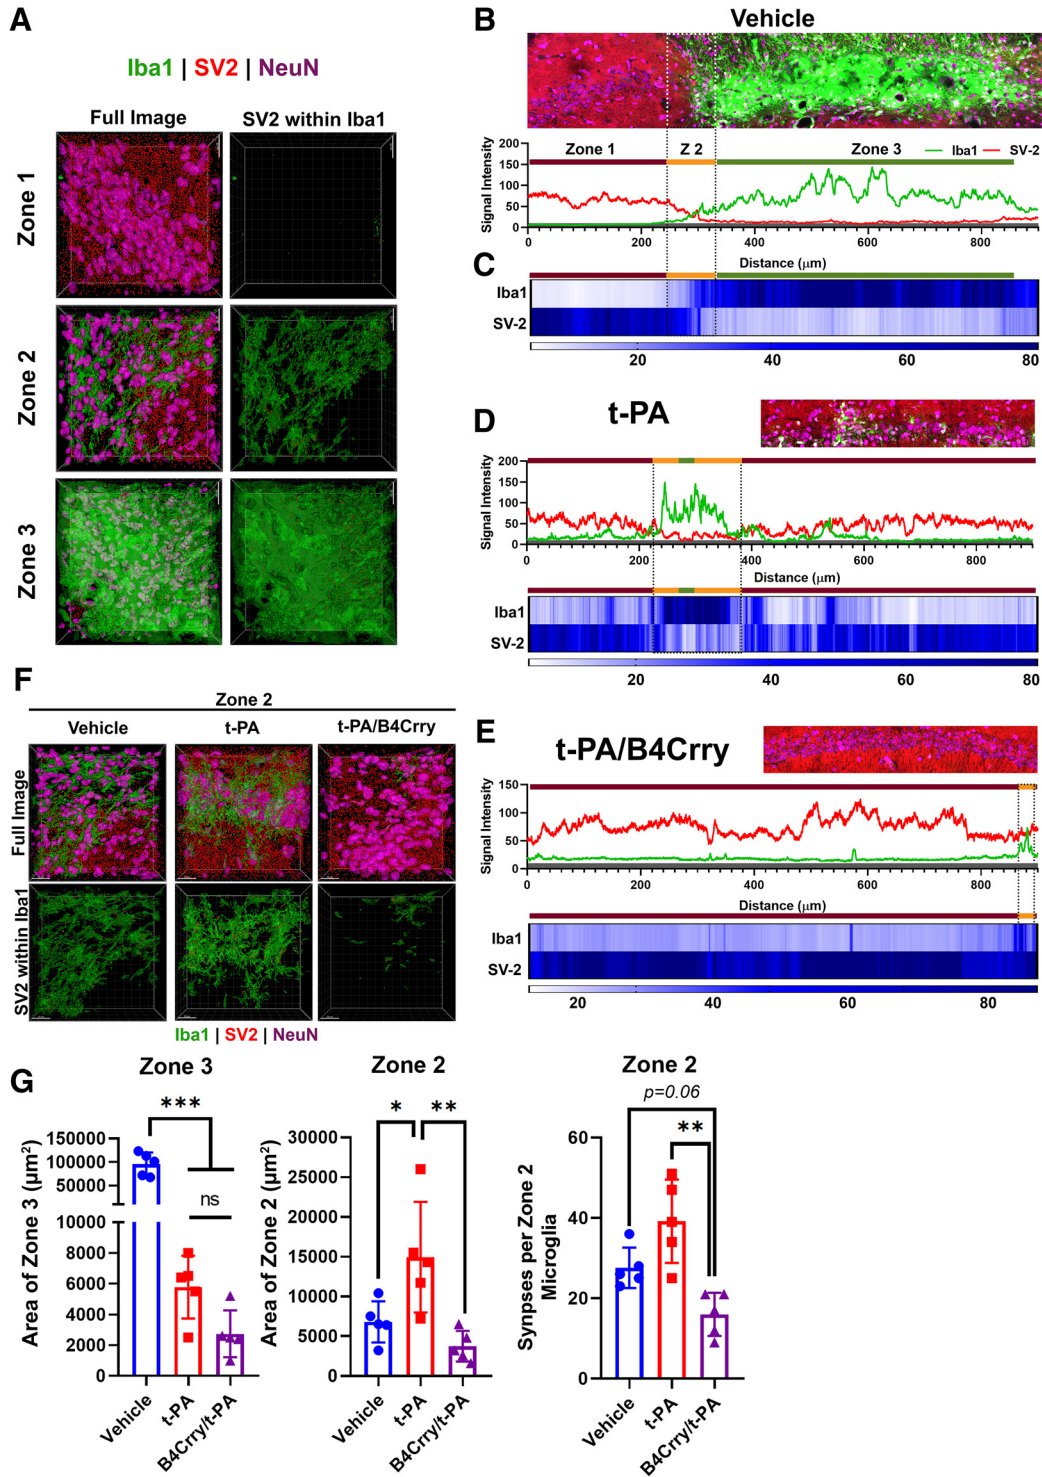 A
Iba1 | SV2 | NeuN
Full Image
SV2 within Iba1
Zone 1
Zone 2
Zone 3
B
Vehicle
Signal Intensity
200
150
100
50
0
Zone 1
Z 2
Zone 3
Iba1
SV-2
0
200
400
600
800
Distance (μm)
C
Iba1
SV-2
20
40
60
80
D
t-PA
Signal Intensity
200
150
100
50
0
0
200
400
600
800
Distance (μm)
Iba1
SV-2
20
40
60
80
E
t-PA/B4Crry
Signal Intensity
150
100
50
0
0
200
400
600
800
Distance (μm)
Iba1
SV-2
20
40
60
80
F
Zone 2
Vehicle
t-PA
t-PA/B4Crry
Full Image
SV2 within Iba1
Iba1 | SV2 | NeuN
G
Zone 3
Area of Zone 3 (μm²)
150000
100000
50000
10000
8000
6000
4000
2000
0
***
ns
Vehicle
t-PA
B4Crry/t-PA
Zone 2
Area of Zone 2 (μm²)
30000
25000
20000
15000
10000
5000
0
*
**
Vehicle
t-PA
B4Crry/t-PA
Zone 2
p=0.06
Synpses per Zone 2
Microglia
60
40
20
0
**
Vehicle
t-PA
B4Crry/t-PA